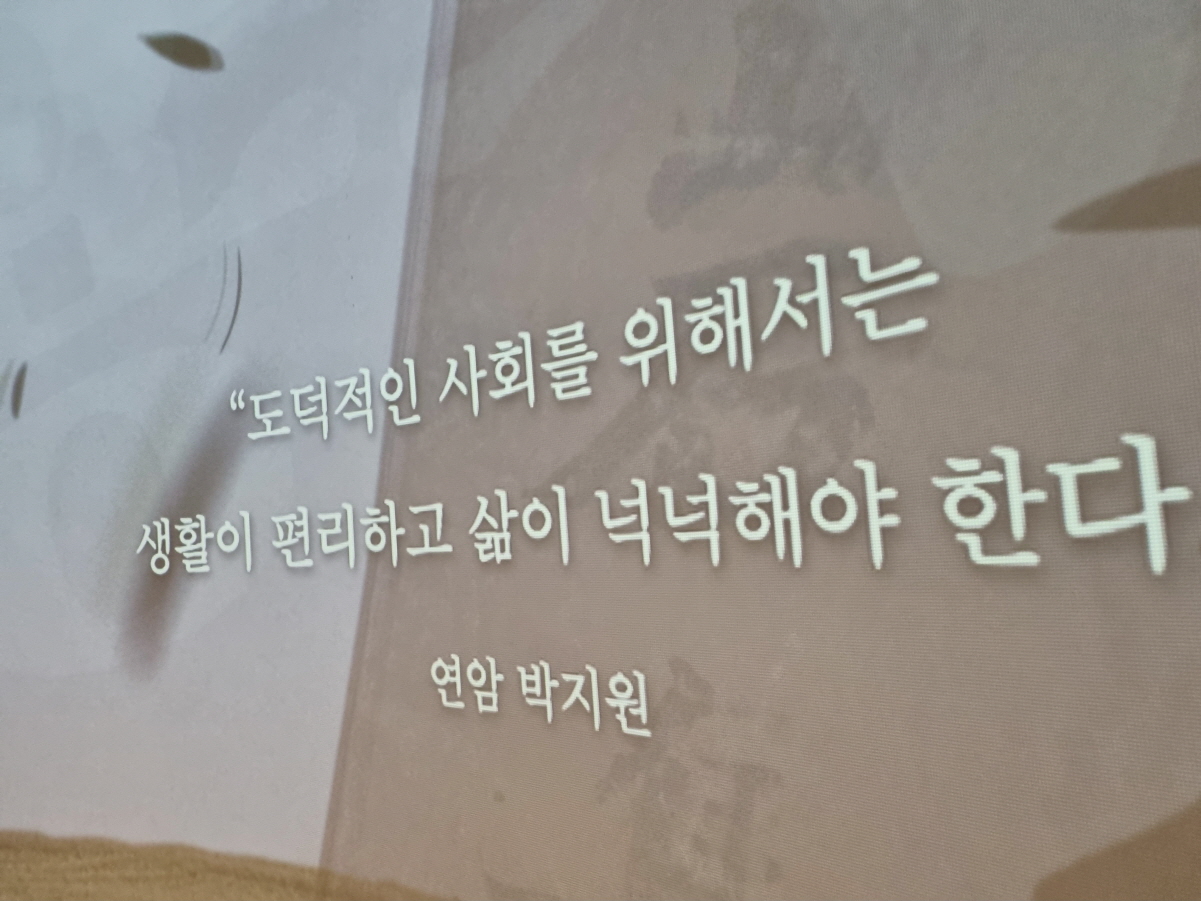 “도덕적인 사회를 위해서는
생활이 편리하고 삶이 넉넉해야 한다
연암 박지원